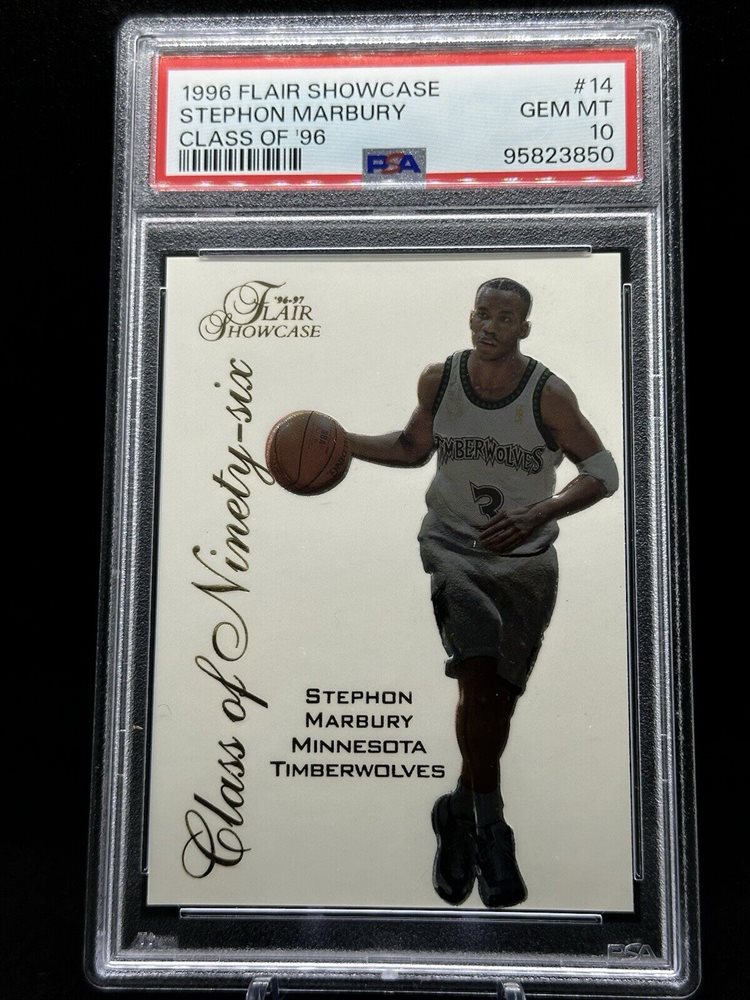 1996 FLAIR SHOWCASE #14
STEPHON MARBURY GEM MT
CLASS OF '96 10
PSA 95823850
'96-97
FLAIR
SHOWCASE
Class of Ninety-six
TIMBERWOLVES
3
STEPHON
MARBURY
MINNESOTA
TIMBERWOLVES
PSA